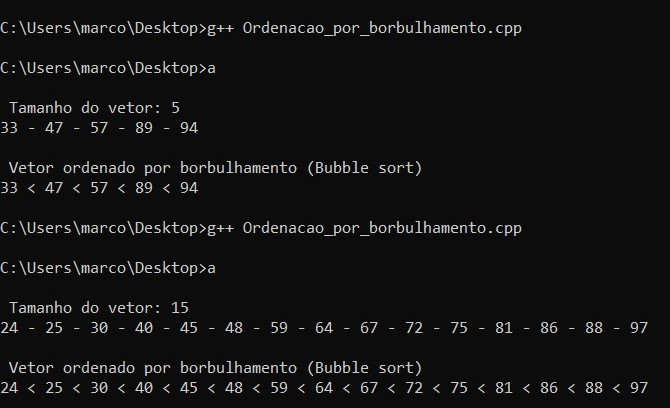 C:\Users\marco\Desktop>g++ Ordenacao_por_borbulhamento.cpp
C:\Users\marco\Desktop>a
Tamanho do vetor: 5
33 - 47 - 57 - 89 - 94
Vetor ordenado por borbulhamento (Bubble sort)
33 < 47 < 57 < 89 < 94
C:\Users\marco\Desktop>g++ Ordenacao_por_borbulhamento.cpp
C:\Users\marco\Desktop>a
Tamanho do vetor: 15
24 - 25 - 30 - 40 - 45 - 48 - 59 - 64 - 67 - 72 - 75 - 81 - 86 - 88 - 97
Vetor ordenado por borbulhamento (Bubble sort)
24 < 25 < 30 < 40 < 45 < 48 < 59 < 64 < 67 < 72 < 75 < 81 < 86 < 88 < 97